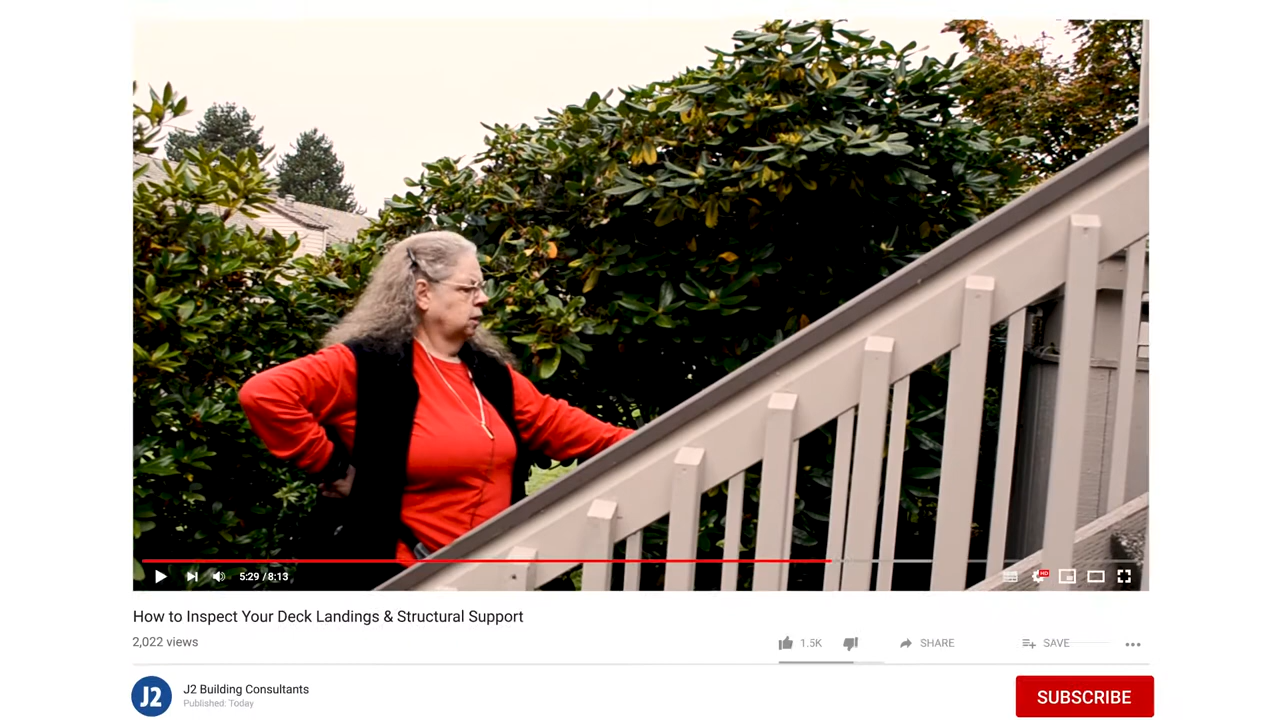 5:29 / 8:13
HD
How to Inspect Your Deck Landings & Structural Support
2,022 views
1.5K
SHARE
SAVE
J2
J2 Building Consultants
Published: Today
SUBSCRIBE